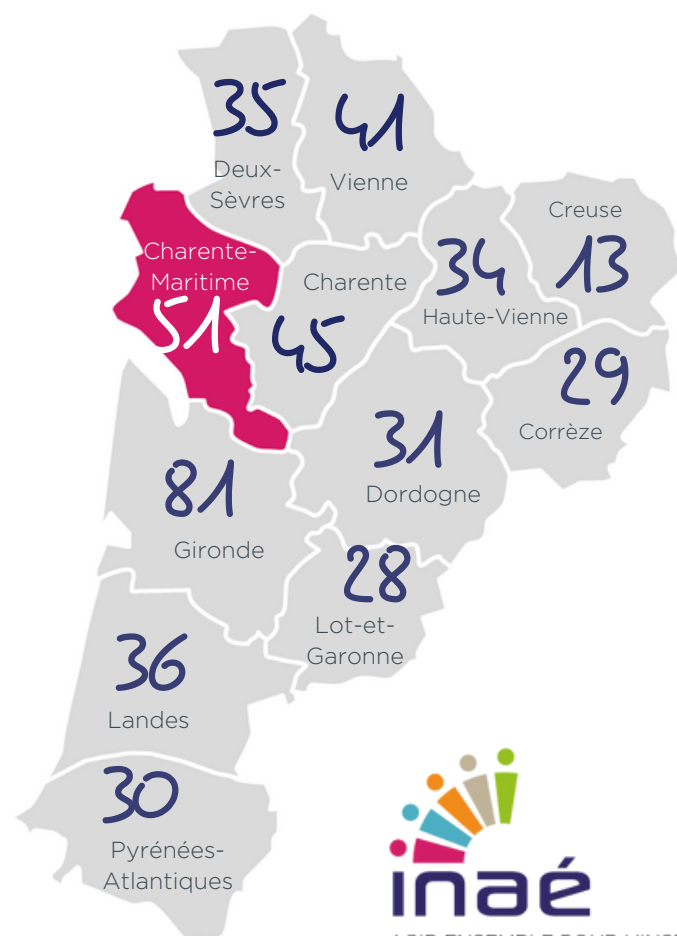 35
Deux-
Sèvres
41
Vienne
Charente-
Maritime
51
Charente
45
34
Haute-Vienne
Creuse
13
29
Corrèze
31
Dordogne
81
Gironde
28
Lot-et-
Garonne
36
Landes
30
Pyrénées-
Atlantiques
inaé